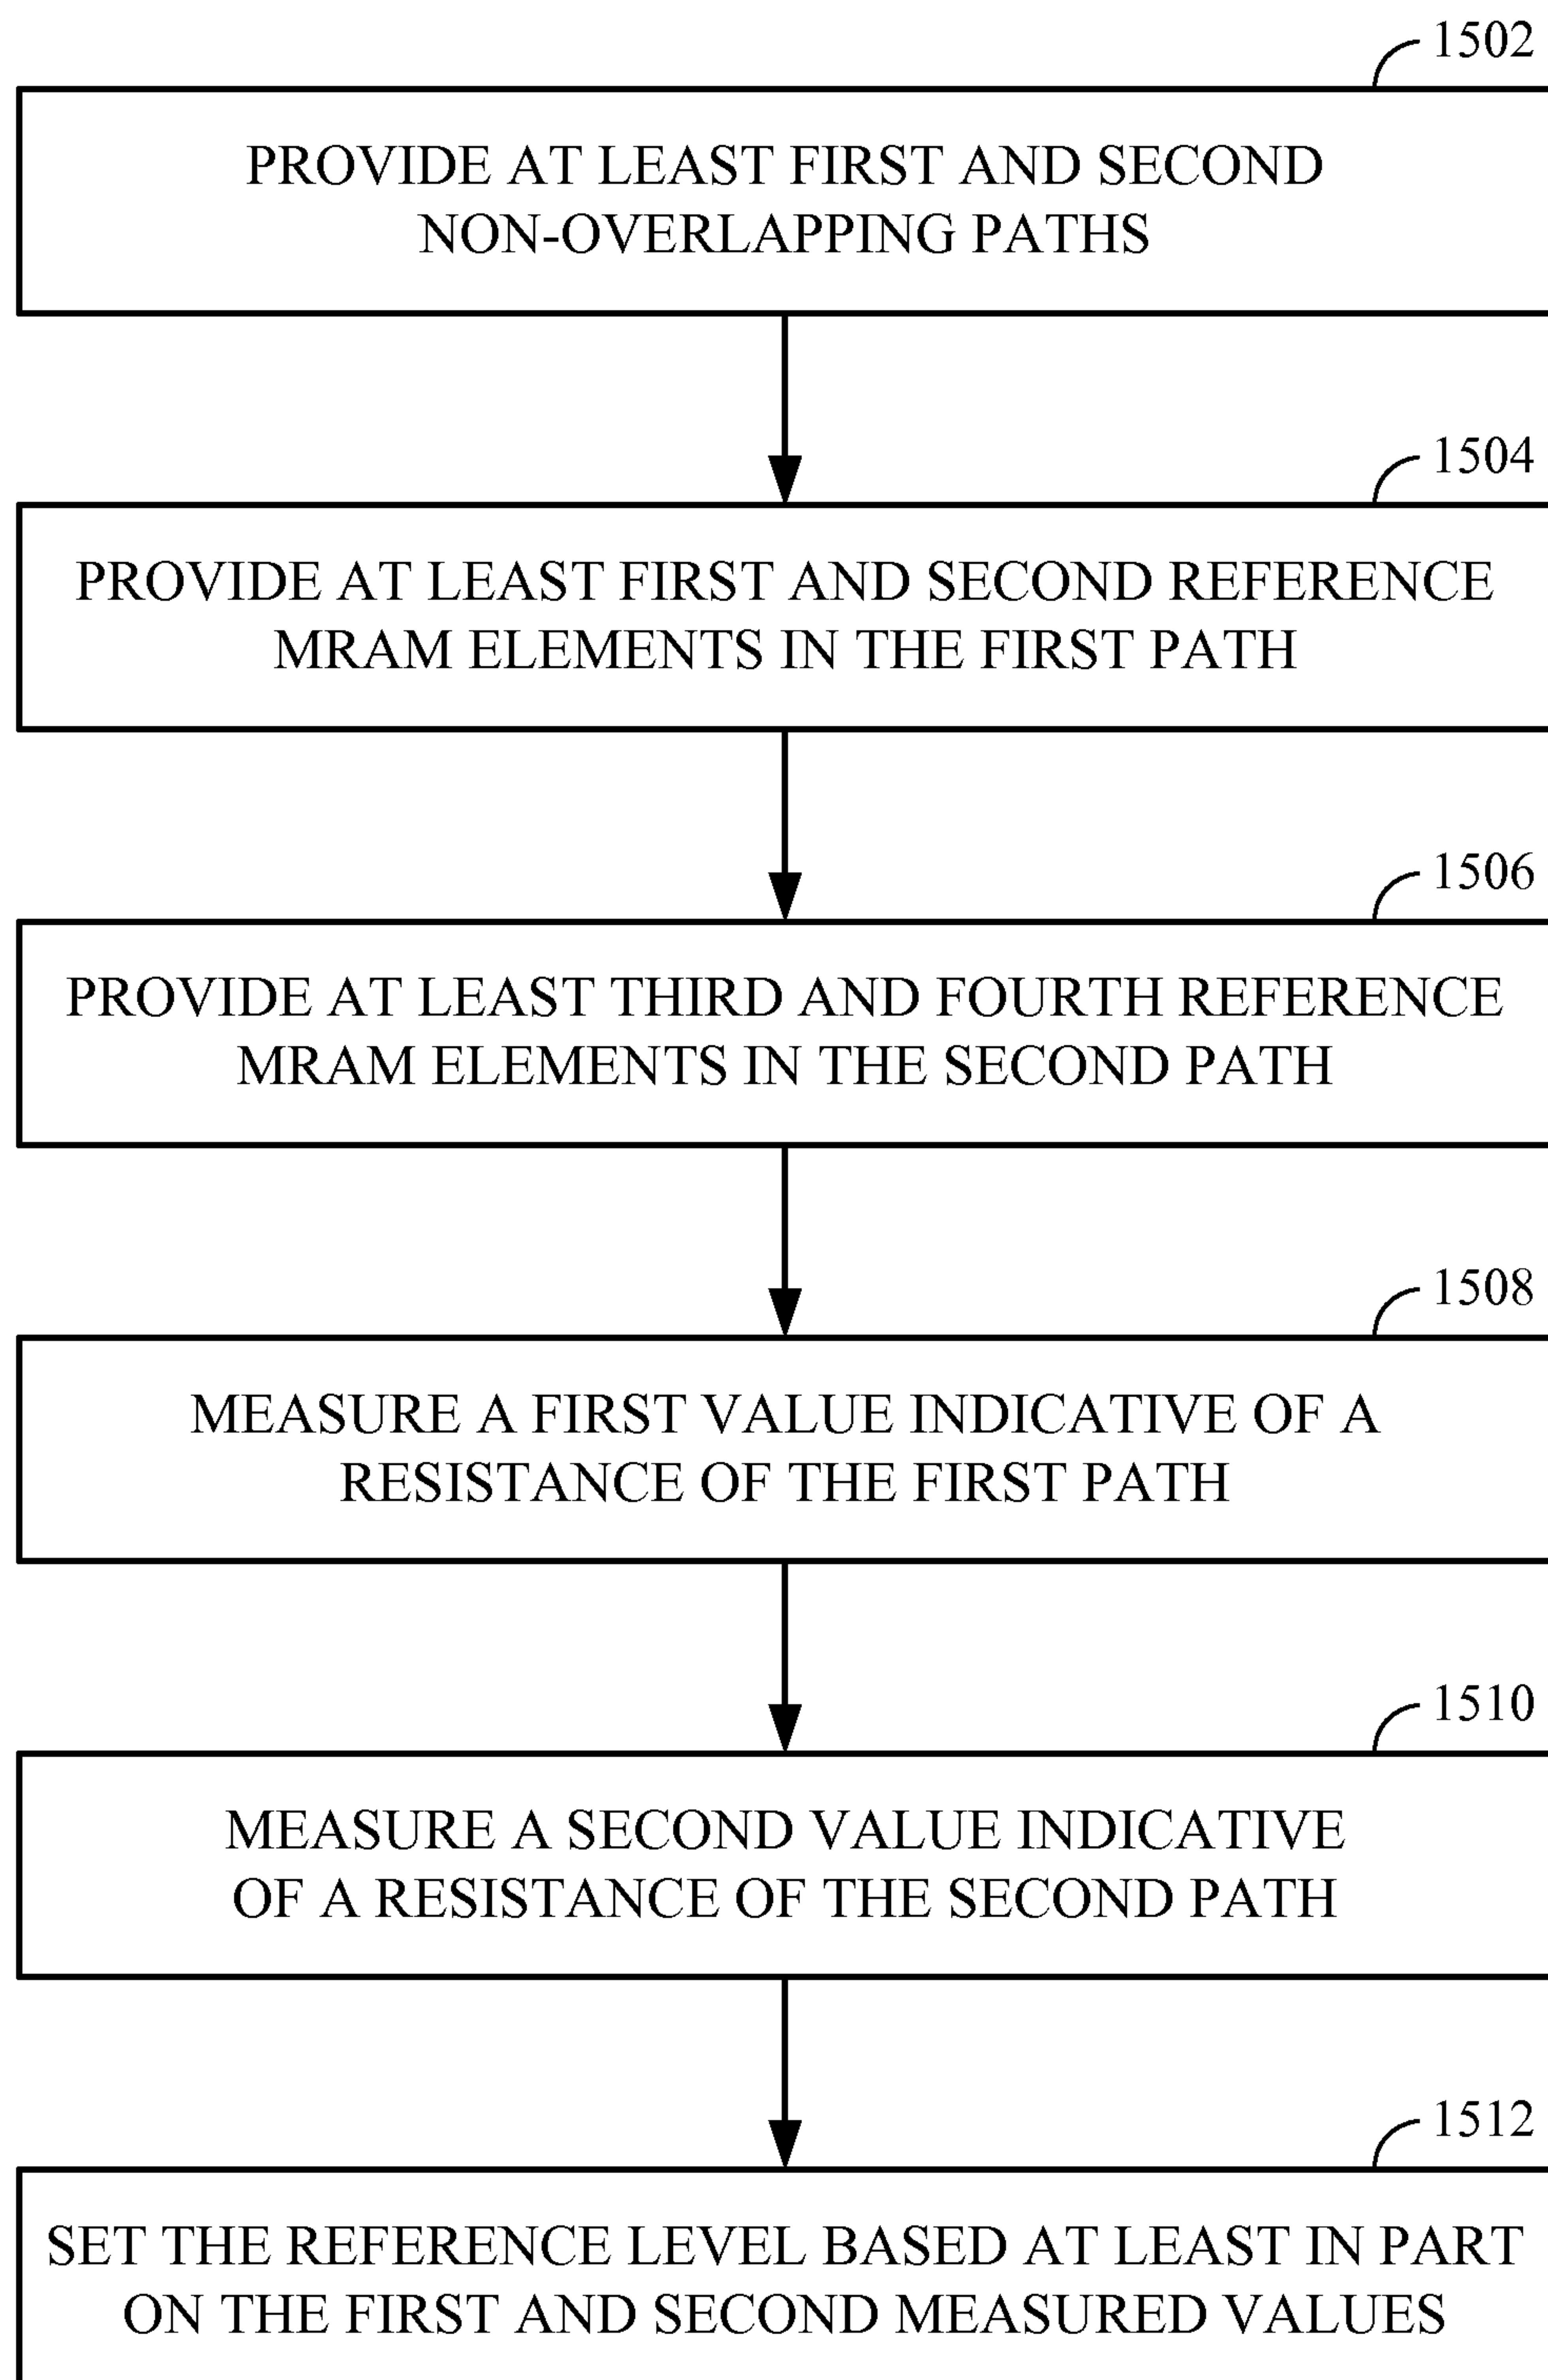 1502
PROVIDE AT LEAST FIRST AND SECOND
NON-OVERLAPPING PATHS
1504
PROVIDE AT LEAST FIRST AND SECOND REFERENCE
MRAM ELEMENTS IN THE FIRST PATH
1506
PROVIDE AT LEAST THIRD AND FOURTH REFERENCE
MRAM ELEMENTS IN THE SECOND PATH
1508
MEASURE A FIRST VALUE INDICATIVE OF A
RESISTANCE OF THE FIRST PATH
1510
MEASURE A SECOND VALUE INDICATIVE
OF A RESISTANCE OF THE SECOND PATH
1512
SET THE REFERENCE LEVEL BASED AT LEAST IN PART
ON THE FIRST AND SECOND MEASURED VALUES